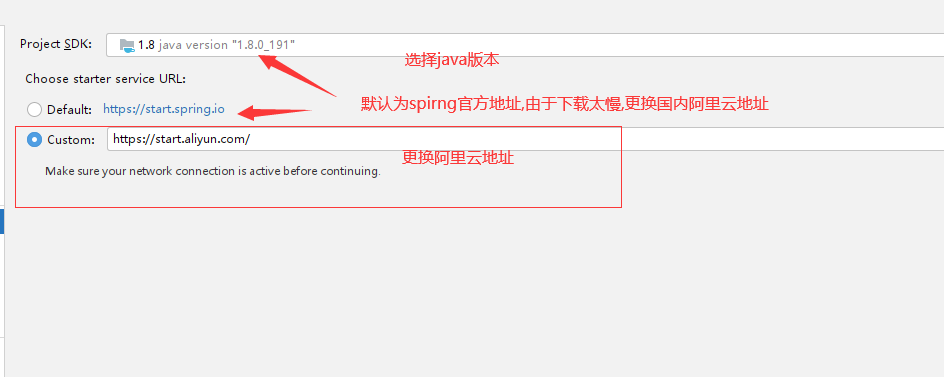 Project SDK: 1.8 java version "1.8.0_191"
选择java版本
Choose starter service URL:
Default: https://start.spring.io
默认为spirng官方地址,由于下载太慢,更换国内阿里云地址
Custom: https://start.aliyun.com/
更换阿里云地址
Make sure your network connection is active before continuing.